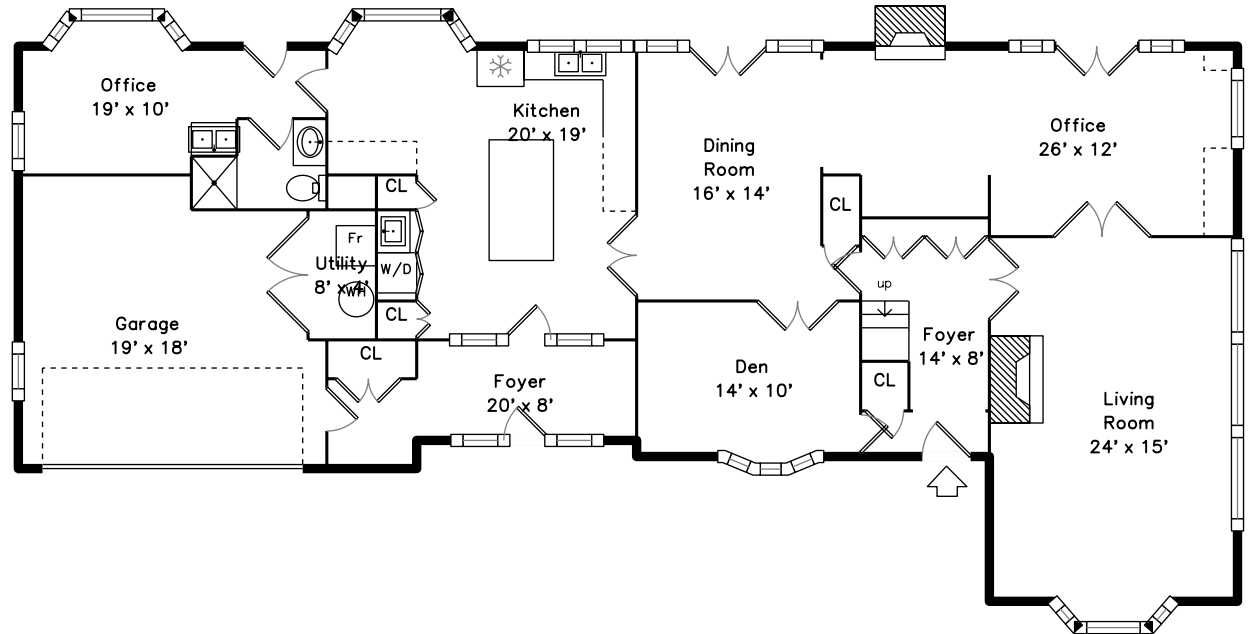 Office
19' x 10'
Kitchen
20' x 19'
Dining
Room
16' x 14'
Office
26' x 12'
CL
CL
Fr
Utility
8' x 4'
W/D
WH
CL
up
Garage
19' x 18'
CL
Foyer
20' x 8'
Den
14' x 10'
Foyer
14' x 8'
CL
Living
Room
24' x 15'